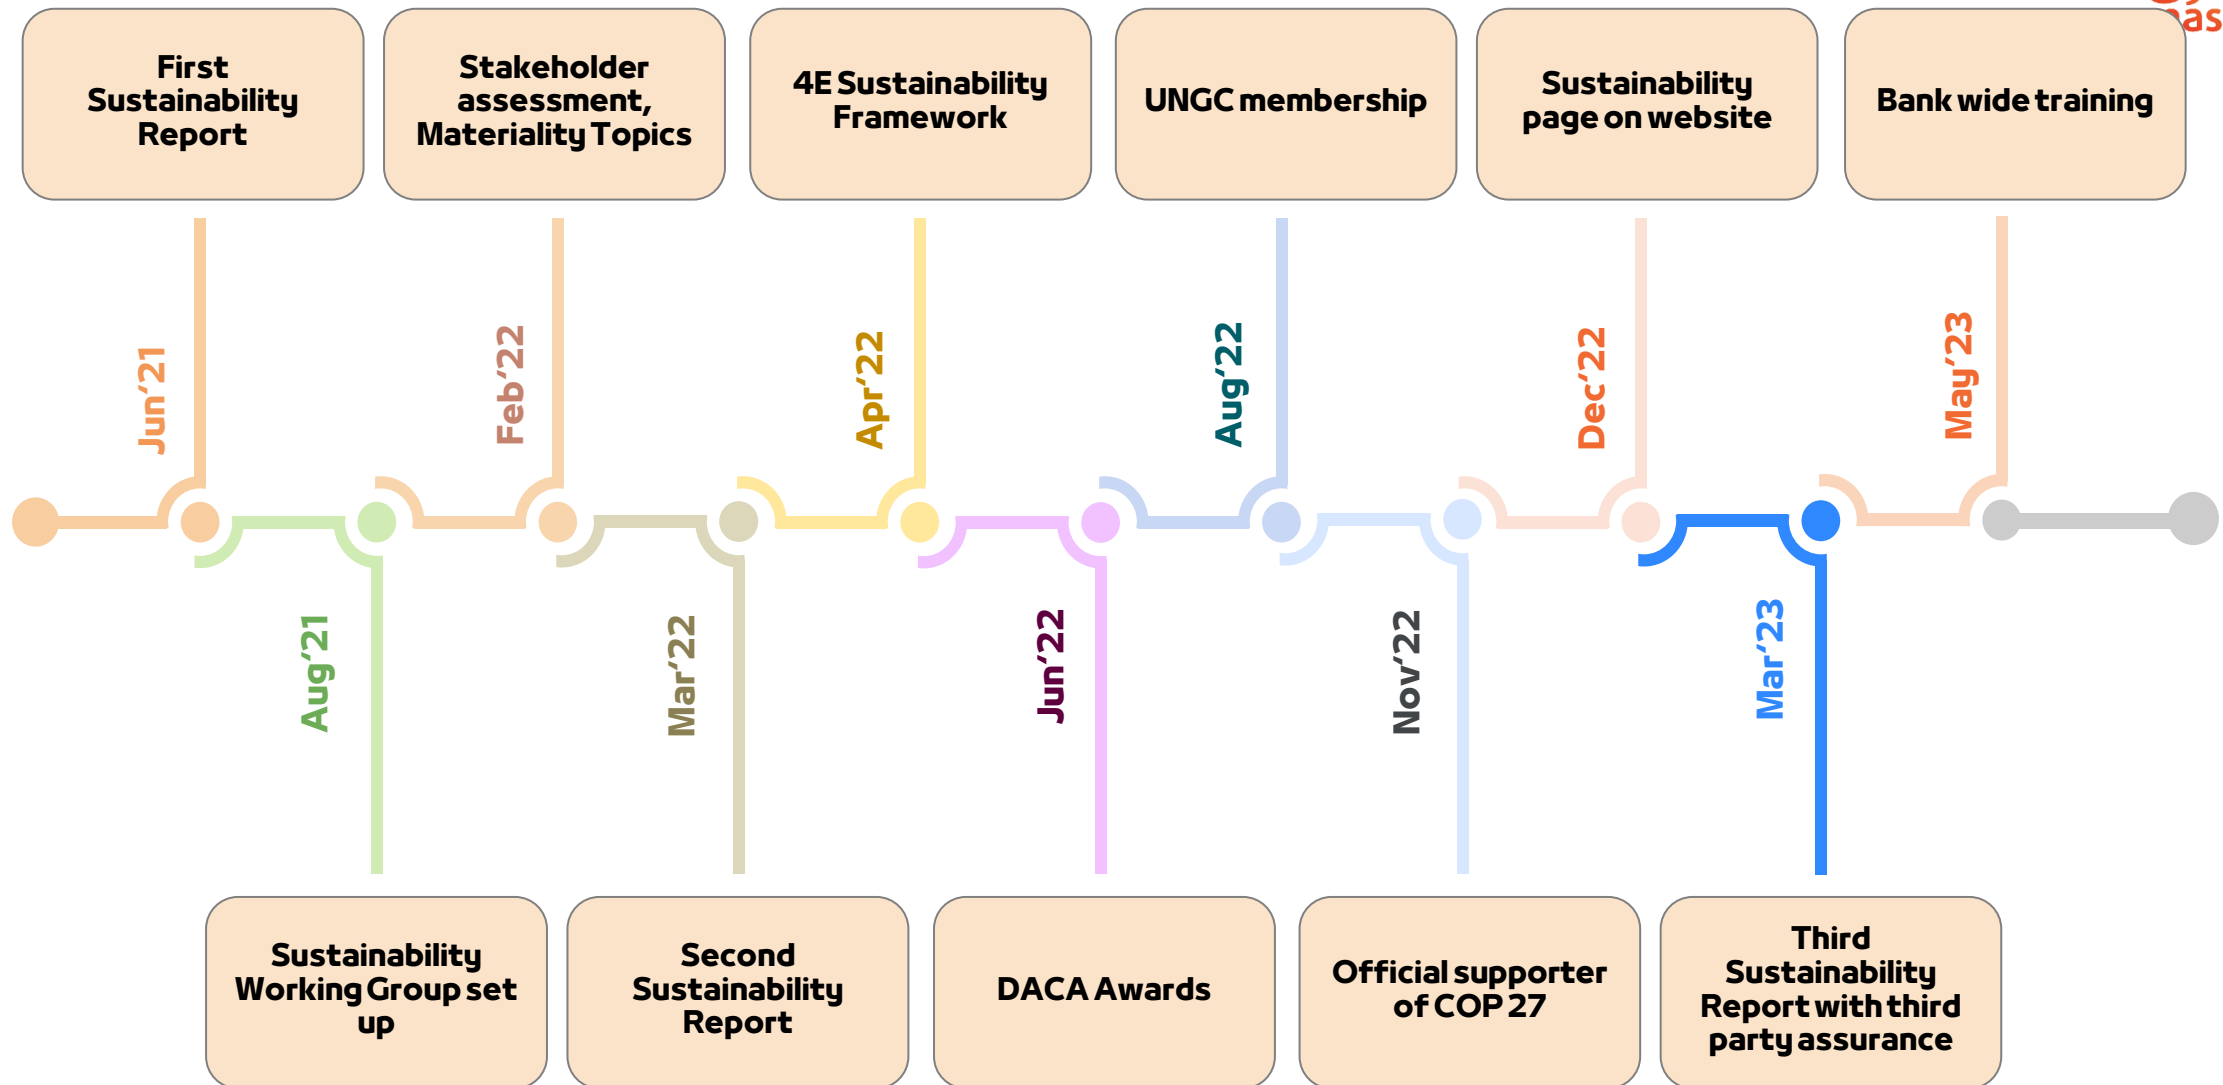 First
Sustainability
Report
Stakeholder
assessment,
Materiality Topics
4E Sustainability
Framework
UNGC membership
Sustainability
page on website
Bank wide training
Jun'21
Feb'22
Apr'22
Aug'22
Dec'22
May'23
Aug'21
Mar'22
Jun'22
Nov'22
Mar'23
Sustainability
Working Group set
up
Second
Sustainability
Report
DACA Awards
Official supporter
of COP 27
Third
Sustainability
Report with third
party assurance